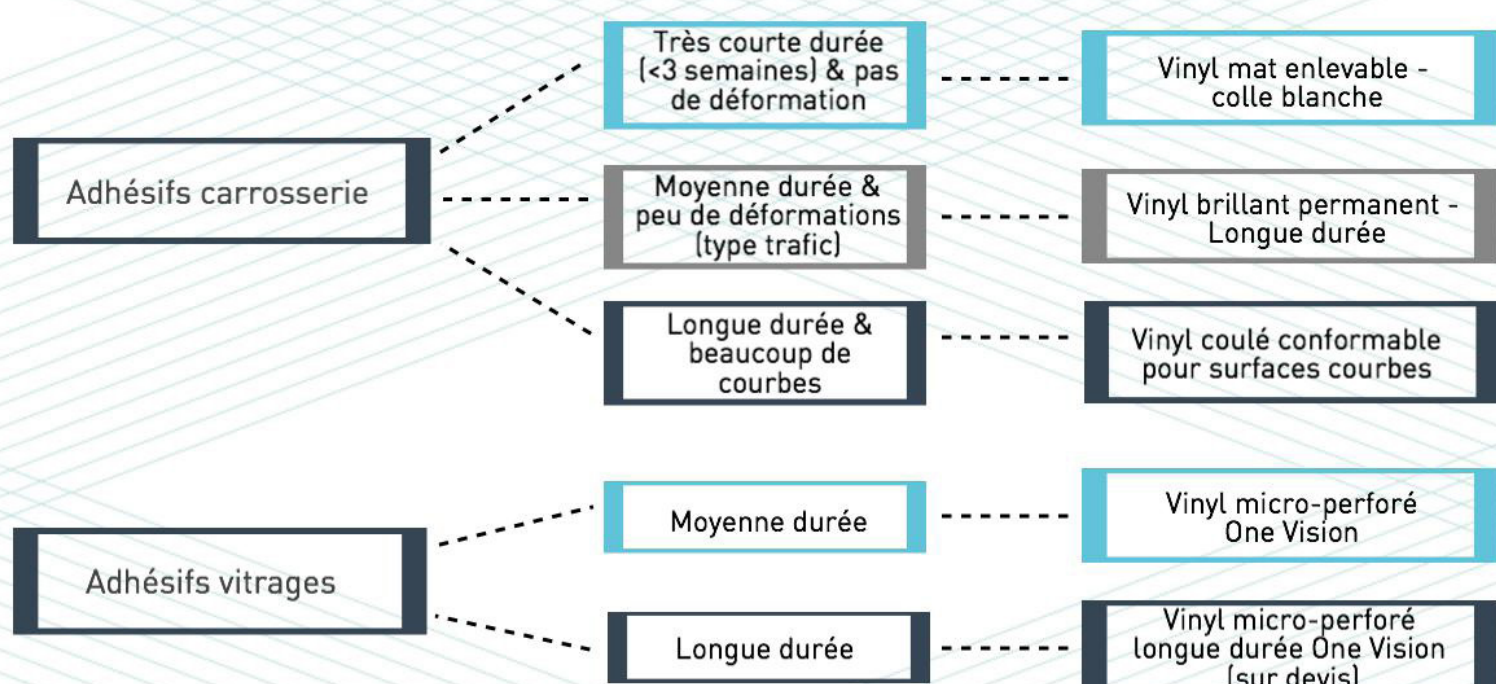 Très courte durée
(<3 semaines) & pas
de déformation
Vinyl mat enlevable -
colle blanche
Adhésifs carrosserie
Moyenne durée &
peu de déformations
(type trafic)
Vinyl brillant permanent -
Longue durée
Longue durée &
beaucoup de
courbes
Vinyl coulé conformable
pour surfaces courbes
Adhésifs vitrages
Moyenne durée
Vinyl micro-perforé
One Vision
Longue durée
Vinyl micro-perforé
longue durée One Vision
(sur devis)